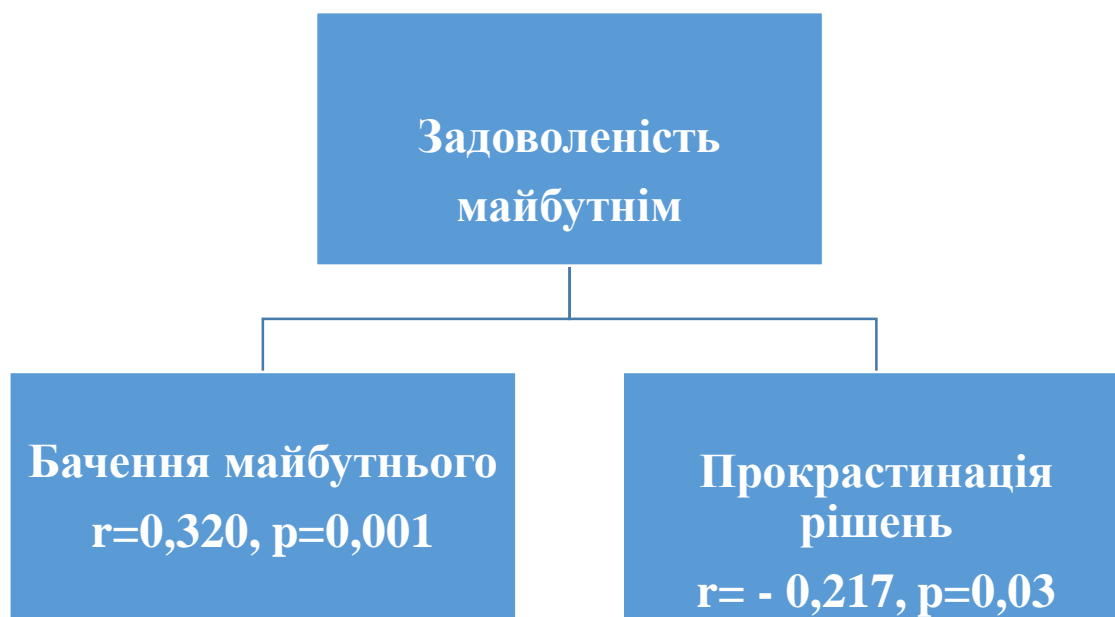 Задоволеність
майбутнім
Бачення майбутнього
r=0,320, p=0,001
Прокрастинація
рішень
r= - 0,217, p=0,03